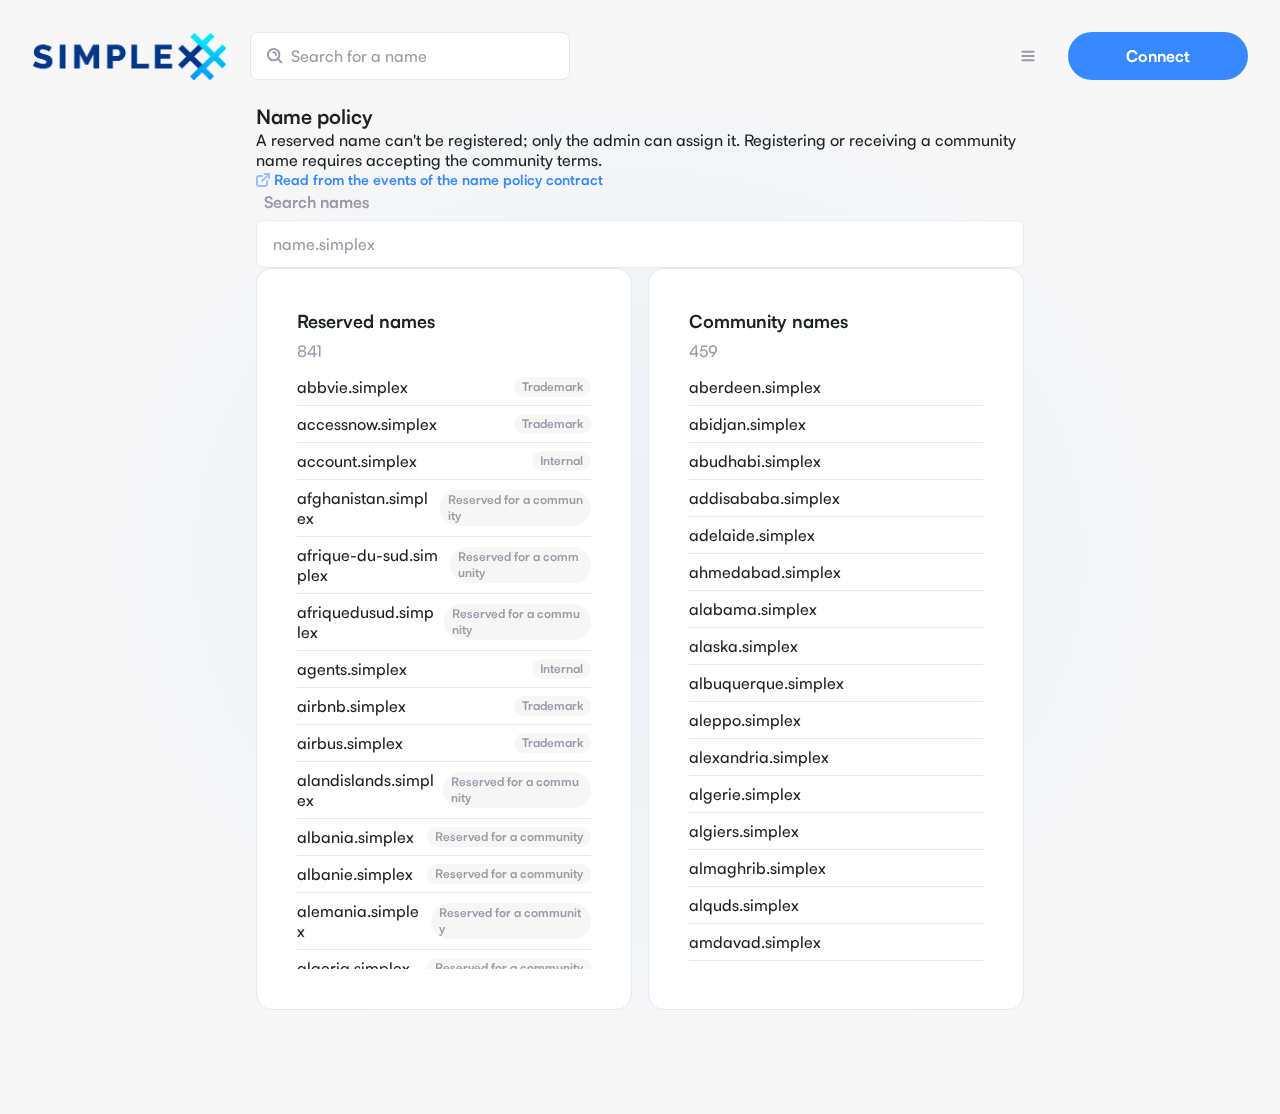 SIMPLEX
Search for a name
Connect
Name policy
A reserved name can't be registered; only the admin can assign it. Registering or receiving a community
name requires accepting the community terms.
Read from the events of the name policy contract
Search names
name.simplex
Reserved names
841
abbvie.simplex Trademark
accessnow.simplex Trademark
account.simplex Internal
afghanistan.simpl
ex
Reserved for a commun
ity
afrique-du-sud.sim
plex
Reserved for a comm
unity
afriquedusud.simp
lex
Reserved for a commu
nity
agents.simplex Internal
airbnb.simplex Trademark
airbus.simplex Trademark
alandislands.simpl
ex
Reserved for a commu
nity
albania.simplex Reserved for a community
albanie.simplex Reserved for a community
alemania.simple
x
Reserved for a communit
y
algeria.simplex Reserved for a community
Community names
459
aberdeen.simplex
abidjan.simplex
abudhabi.simplex
addisababa.simplex
adelaide.simplex
ahmedabad.simplex
alabama.simplex
alaska.simplex
albuquerque.simplex
aleppo.simplex
alexandria.simplex
algerie.simplex
algiers.simplex
almaghrib.simplex
alquds.simplex
amdavad.simplex